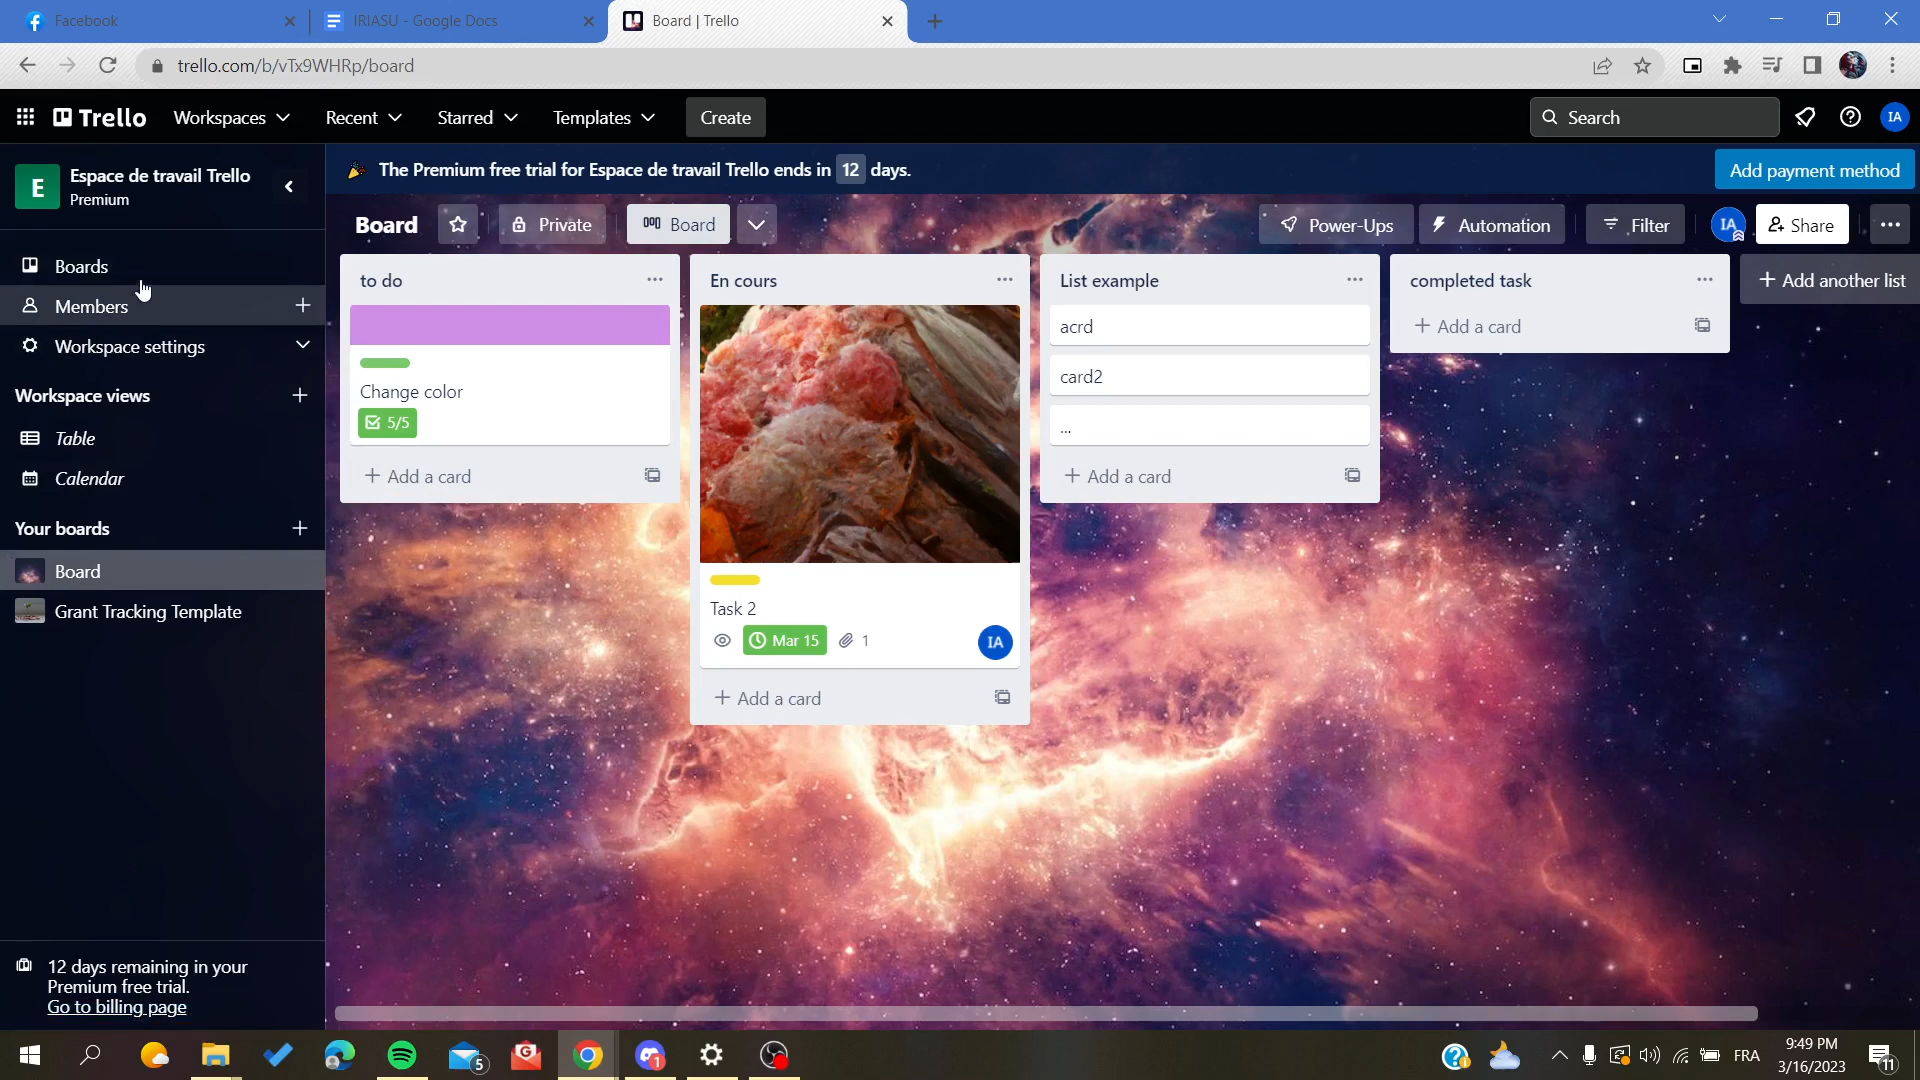 Facebook
IRIASU - Google Docs
Board | Trello
trello.com/b/vTx9WHRp/board
Trello
Workspaces
Recent
Starred
Templates
Create
Search
IA
E
Espace de travail Trello
Premium
The Premium free trial for Espace de travail Trello ends in 12 days.
Add payment method
Board
Private
Board
Power-Ups
Automation
Filter
IA
Share
Boards
Members
Workspace settings
Workspace views
Table
Calendar
Your boards
Board
Grant Tracking Template
12 days remaining in your
Premium free trial.
Go to billing page
to do
Change color
5/5
+ Add a card
En cours
Task 2
Mar 15
1
IA
+ Add a card
List example
acrd
card2
...
+ Add a card
completed task
+ Add a card
+ Add another list
5
1
FRA
9:49 PM
3/16/2023
11